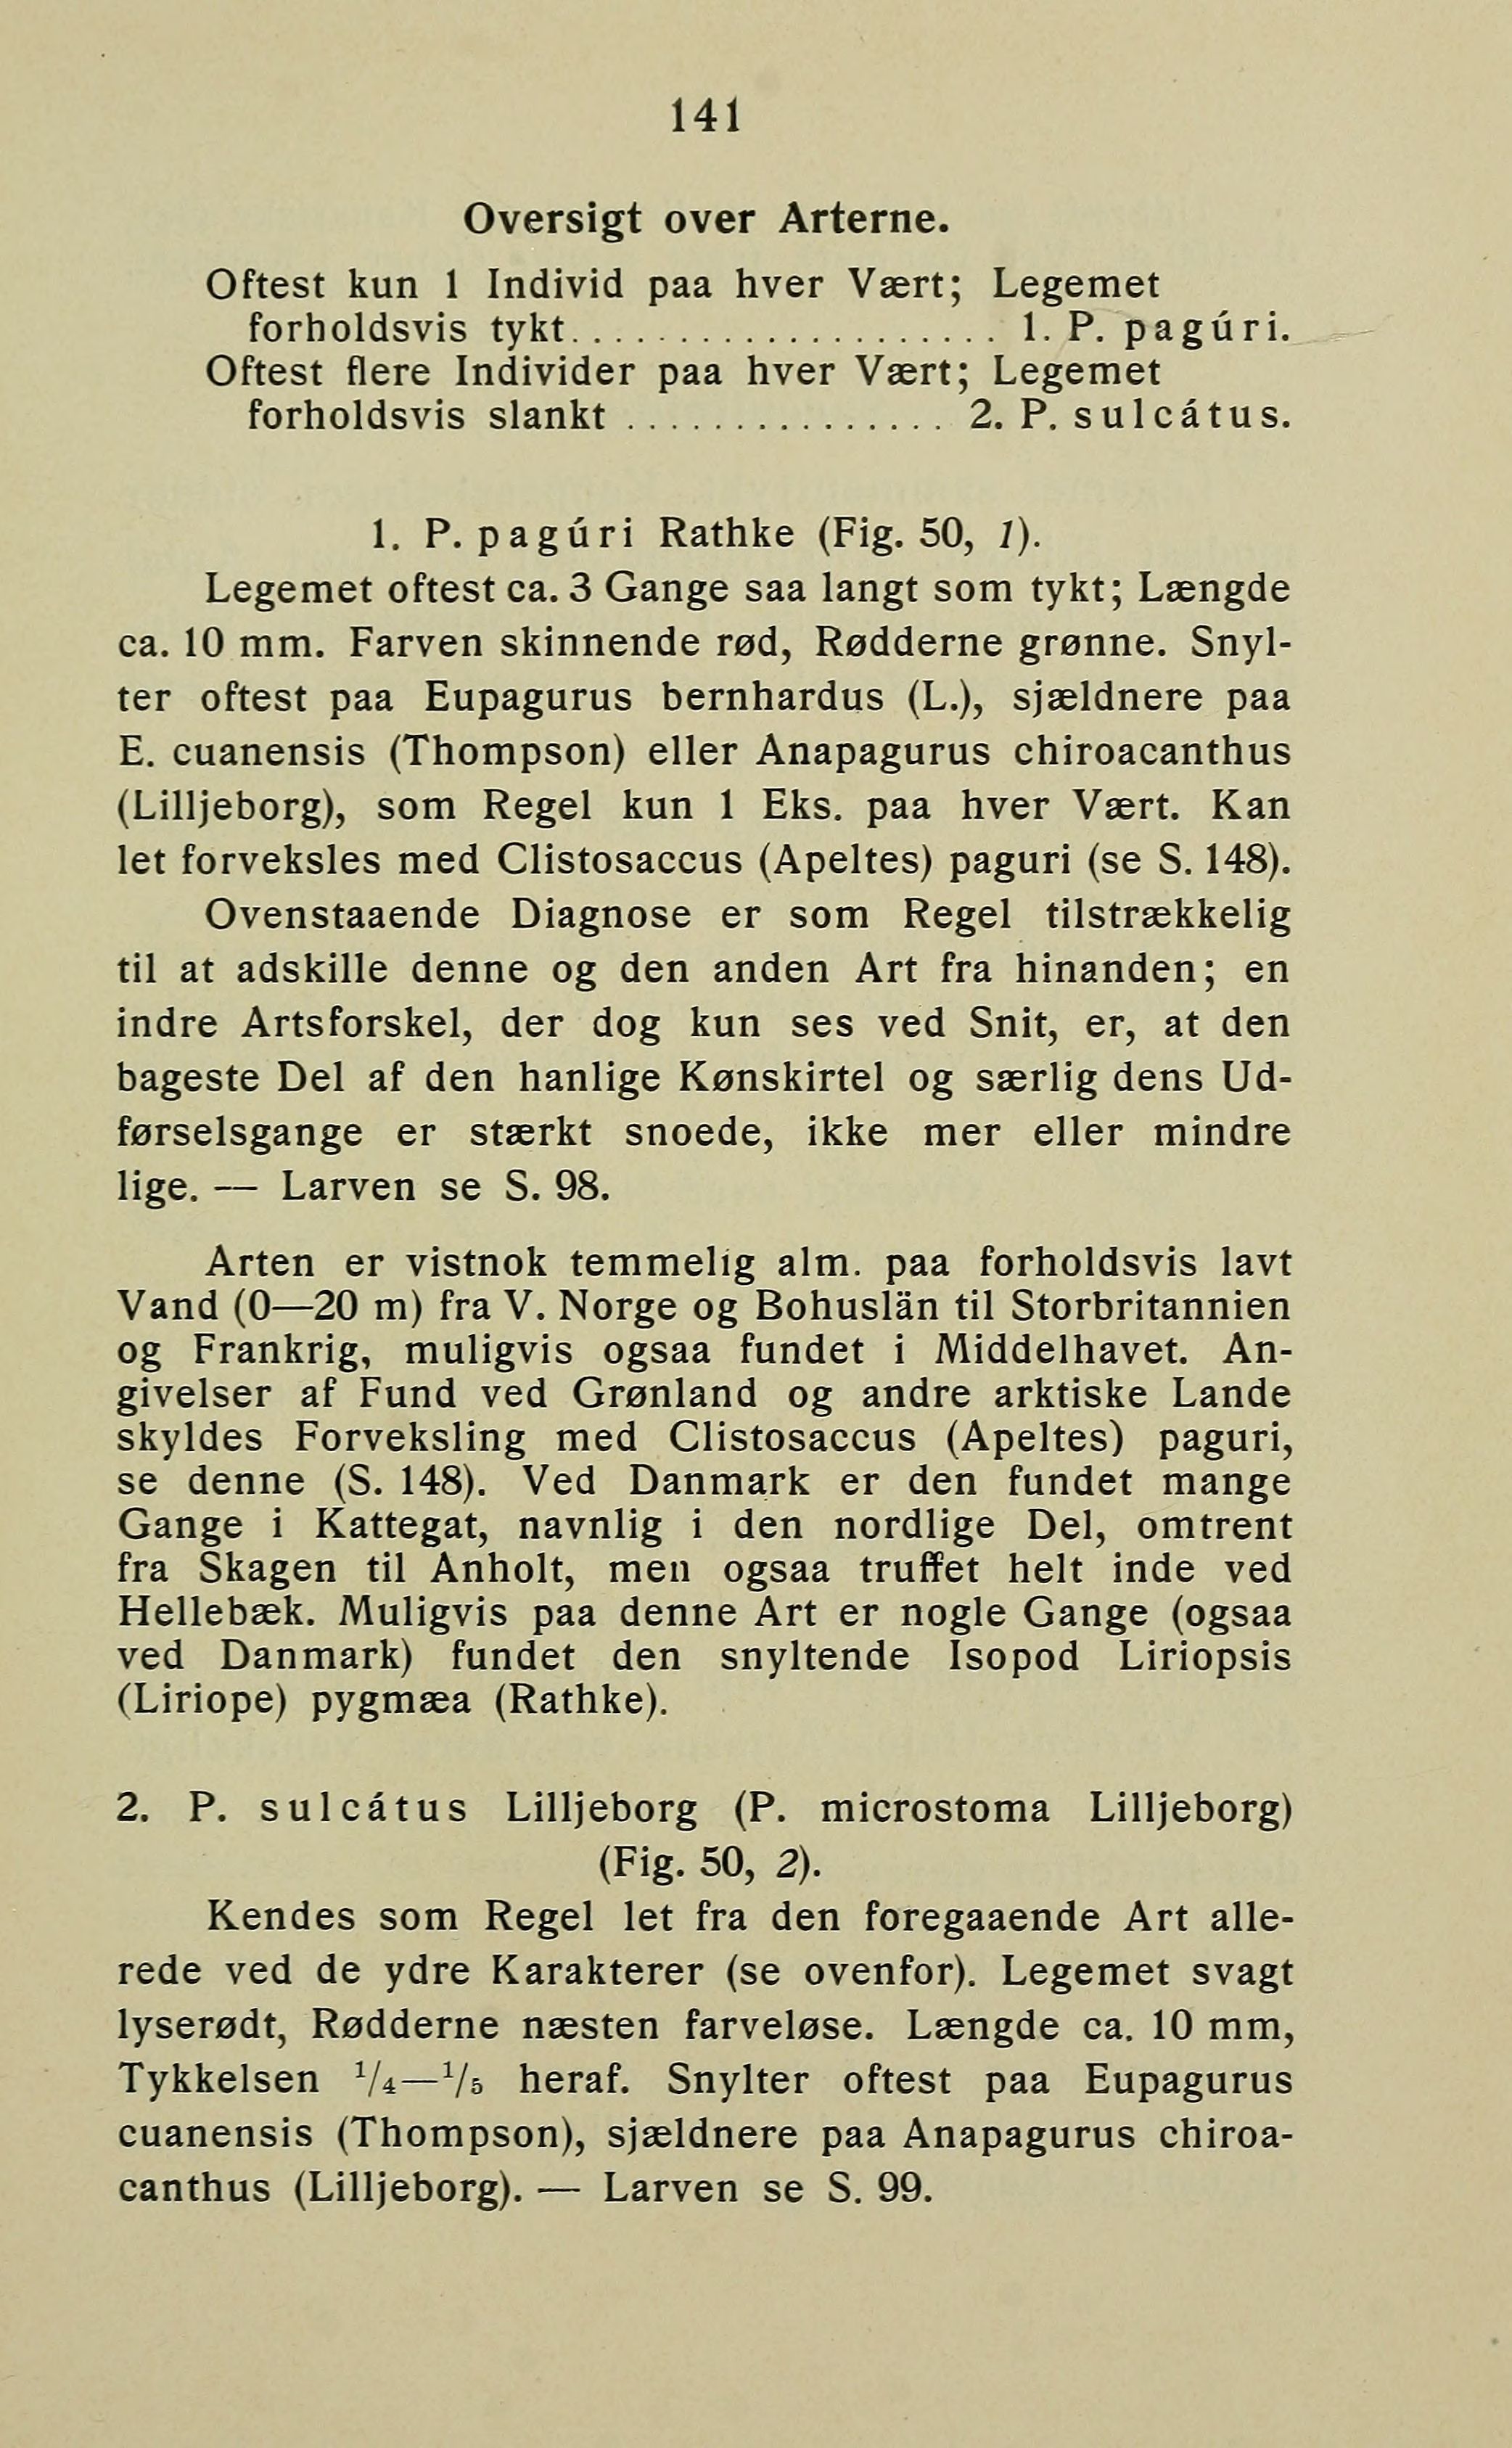 141
Oversigt over Arterne.
Oftest kun 1 Individ paa hver Vært; Legemet
forholdsvis tykt.................... 1. P. pagúri.
Oftest flere Individer paa hver Vært; Legemet
forholdsvis slankt ............... 2. P. sulcátus.
1. P. pagúri Rathke (Fig. 50, 1).
Legemet oftest ca. 3 Gange saa langt som tykt; Længde
ca. 10 mm. Farven skinnende rød, Rødderne grønne. Snyl-
ter oftest paa Eupagurus bernhardus (L.), sjældnere paa
E. cuanensis (Thompson) eller Anapagurus chiroacanthus
(Lilljeborg), som Regel kun 1 Eks. paa hver Vært. Kan
let forveksles med Clistosaccus (Apeltes) paguri (se S. 148).
Ovenstaaende Diagnose er som Regel tilstrækkelig
til at adskille denne og den anden Art fra hinanden; en
indre Artsforskel, der dog kun ses ved Snit, er, at den
bageste Del af den hanlige Kønskirtel og særlig dens Ud-
førselsgange er stærkt snoede, ikke mer eller mindre
lige. — Larven se S. 98.
Arten er vistnok temmelig alm. paa forholdsvis lavt
Vand (0—20 m) fra V. Norge og Bohuslän til Storbritannien
og Frankrig, muligvis ogsaa fundet i Middelhavet. An-
givelser af Fund ved Grønland og andre arktiske Lande
skyldes Forveksling med Clistosaccus (Apeltes) paguri,
se denne (S. 148). Ved Danmark er den fundet mange
Gange i Kattegat, navnlig i den nordlige Del, omtrent
fra Skagen til Anholt, men ogsaa truffet helt inde ved
Hellebæk. Muligvis paa denne Art er nogle Gange (ogsaa
ved Danmark) fundet den snyltende Isopod Liriopsis
(Liriope) pygmæa (Rathke).
2. P. sulcátus Lilljeborg (P. microstoma Lilljeborg)
(Fig. 50, 2).
Kendes som Regel let fra den foregaaende Art alle-
rede ved de ydre Karakterer (se ovenfor). Legemet svagt
lyserødt, Rødderne næsten farveløse. Længde ca. 10 mm,
Tykkelsen 1/4—1/5 heraf. Snylter oftest paa Eupagurus
cuanensis (Thompson), sjældnere paa Anapagurus chiroa-
canthus (Lilljeborg). — Larven se S. 99.